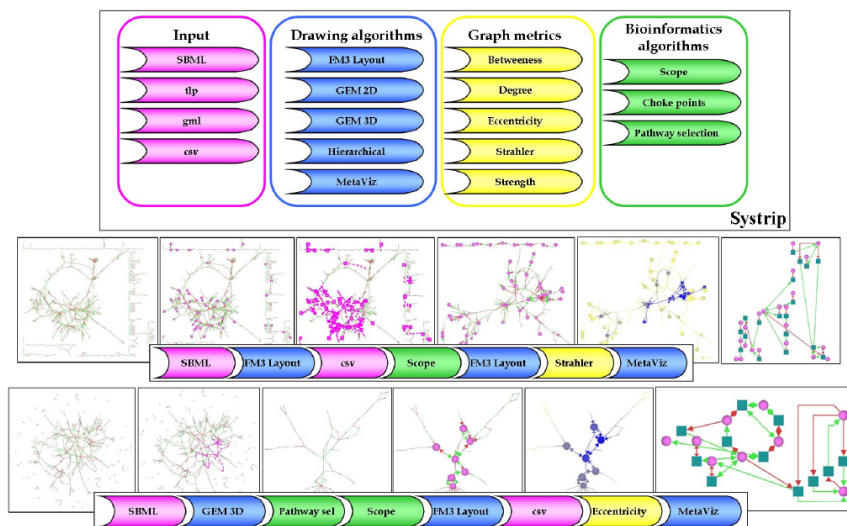 Input
SBML
tlp
gml
csv
Drawing algorithms
FM3 Layout
GEM 2D
GEM 3D
Hierarchical
MetaViz
Graph metrics
Betweeness
Degree
Eccentricity
Strahler
Strength
Bioinformatics
algorithms
Scope
Choke points
Pathway selection
Systrip
SBML FM3 Layout csv Scope FM3 Layout Strahler MetaViz
SBML GEM 3D Pathway sel Scope FM3 Layout csv Eccentricity MetaViz